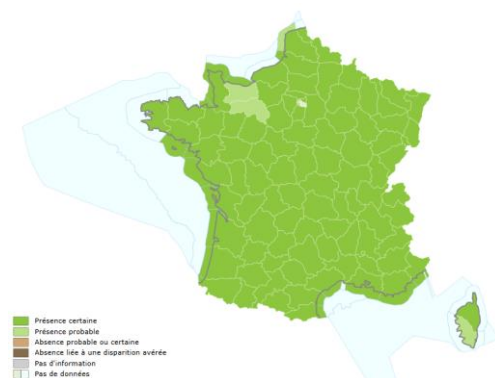 Présence certaine
Présence probable
Absence probable ou certaine
Absence liée à une disparition avérée
Pas d'information
Pas de données